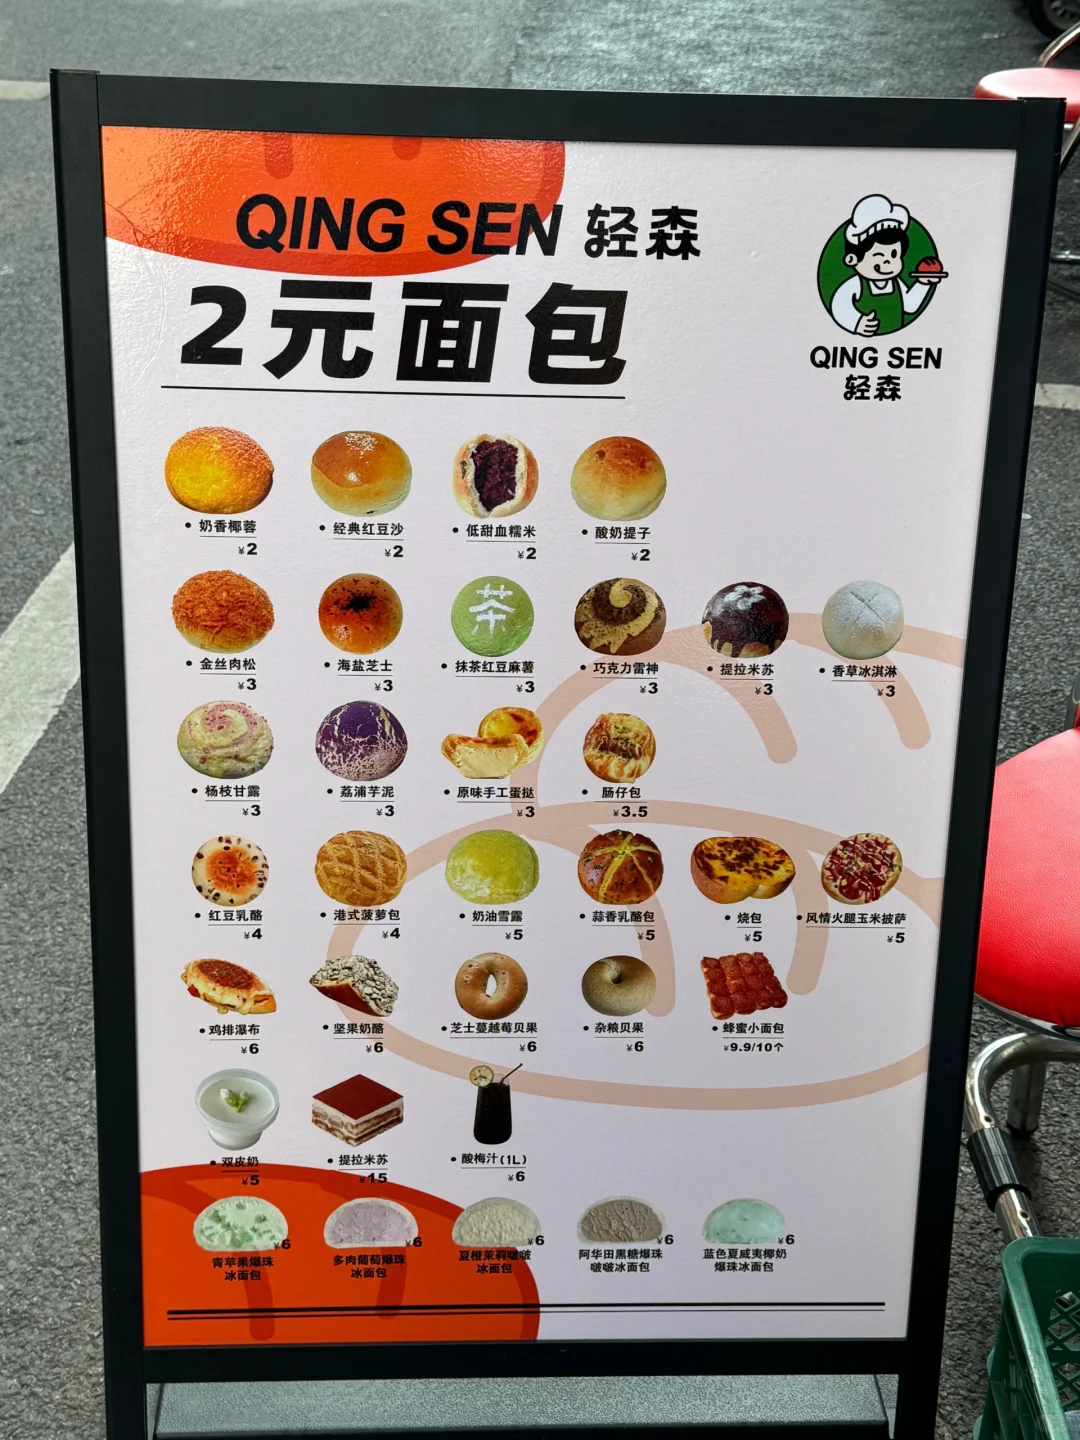 QING SEN 轻森
2元面包
QING SEN
轻森
• 奶香椰蓉
¥2
• 经典红豆沙
¥2
• 低甜血糯米
¥2
• 酸奶提子
¥2
• 金丝肉松
¥3
• 海盐芝士
¥3
茶
• 抹茶红豆麻薯
¥3
• 巧克力雷神
¥3
• 提拉米苏
¥3
• 香草冰淇淋
¥3
• 杨枝甘露
¥3
• 荔浦芋泥
¥3
• 原味手工蛋挞
¥3
• 肠仔包
¥3.5
• 红豆乳酪
¥4
• 港式菠萝包
¥4
• 奶油雪露
¥5
• 蒜香乳酪包
¥5
• 烧包
¥5
• 风情火腿玉米披萨
¥5
• 鸡排瀑布
¥6
• 坚果奶酪
¥6
• 芝士蔓越莓贝果
¥6
• 杂粮贝果
¥6
• 蜂蜜小面包
¥9.9/10个
• 双皮奶
¥5
• 提拉米苏
¥15
• 酸梅汁(1L)
¥6
¥6
青苹果爆珠
冰面包
¥6
多肉葡萄爆珠
冰面包
¥6
夏橙茉莉啵啵
冰面包
¥6
阿华田黑糖爆珠
啵啵冰面包
¥6
蓝色夏威夷椰奶
爆珠冰面包